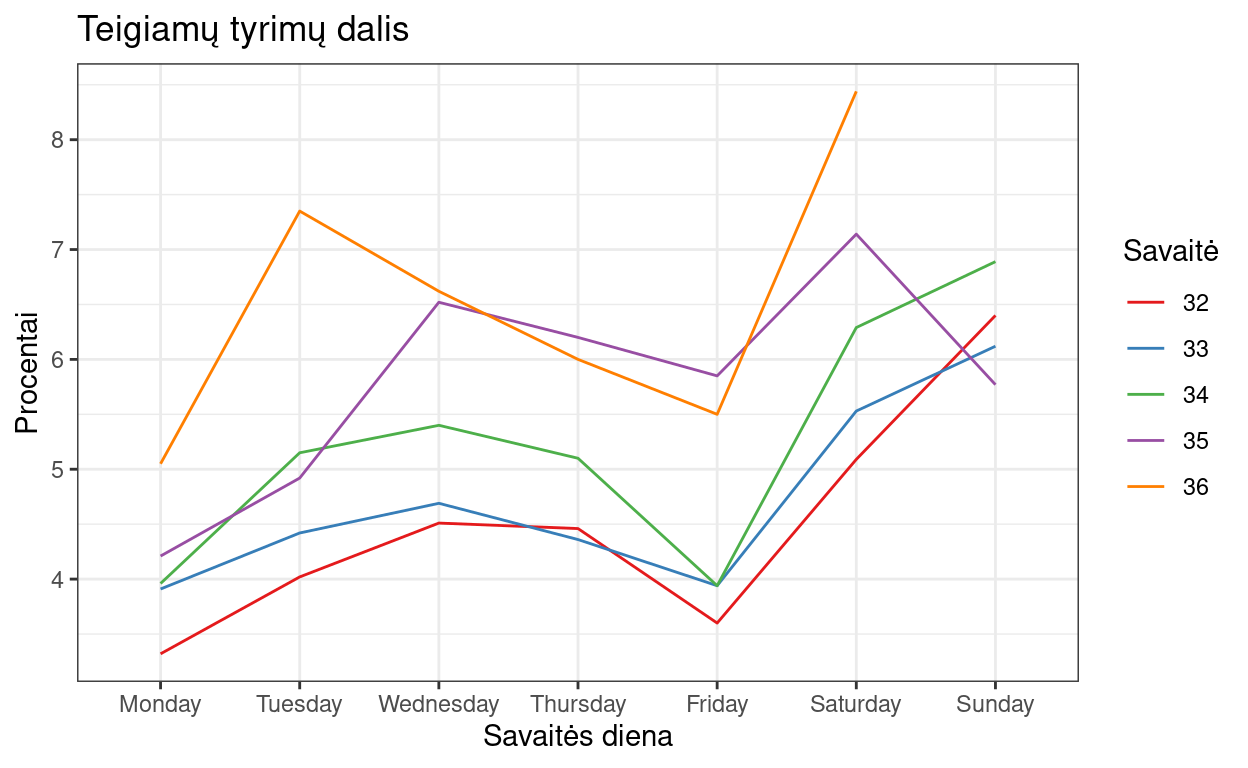 Teigiamų tyrimų dalis
Procentai
8
7
6
5
4
Monday Tuesday Wednesday Thursday Friday Saturday Sunday
Savaitės diena
Savaitė
32
33
34
35
36